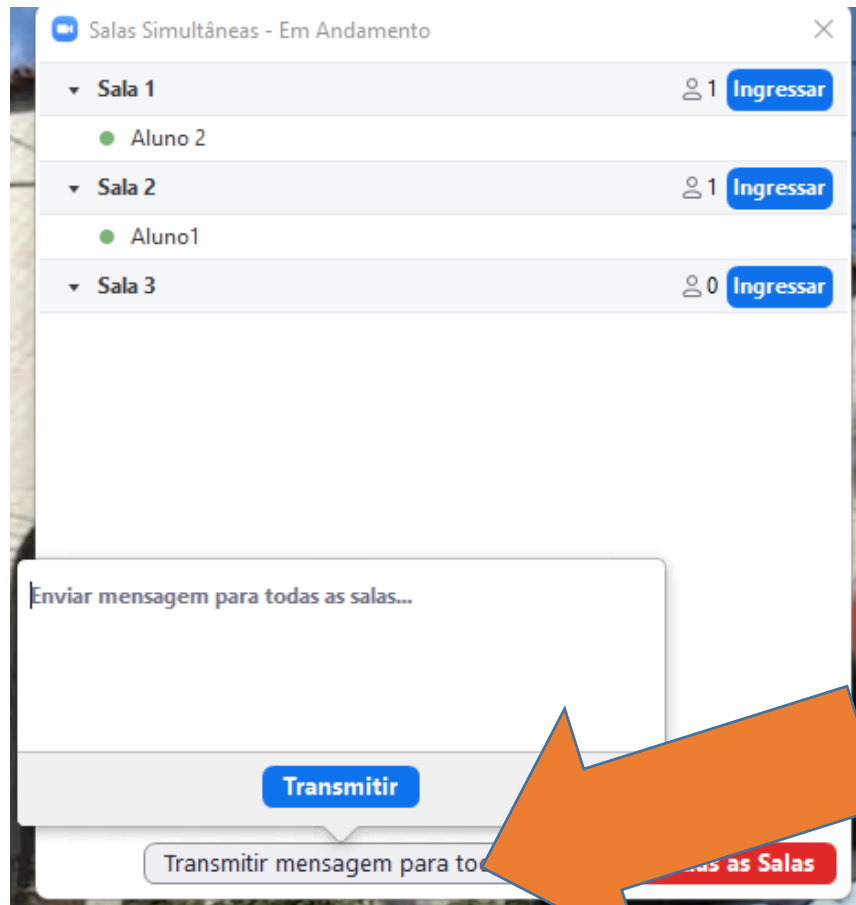 Salas Simultâneas - Em Andamento
Sala 1
1 Ingressar
Aluno 2
Sala 2
1 Ingressar
Aluno1
Sala 3
0 Ingressar
Enviar mensagem para todas as salas...
Transmitir
Transmitir mensagem para
as Salas